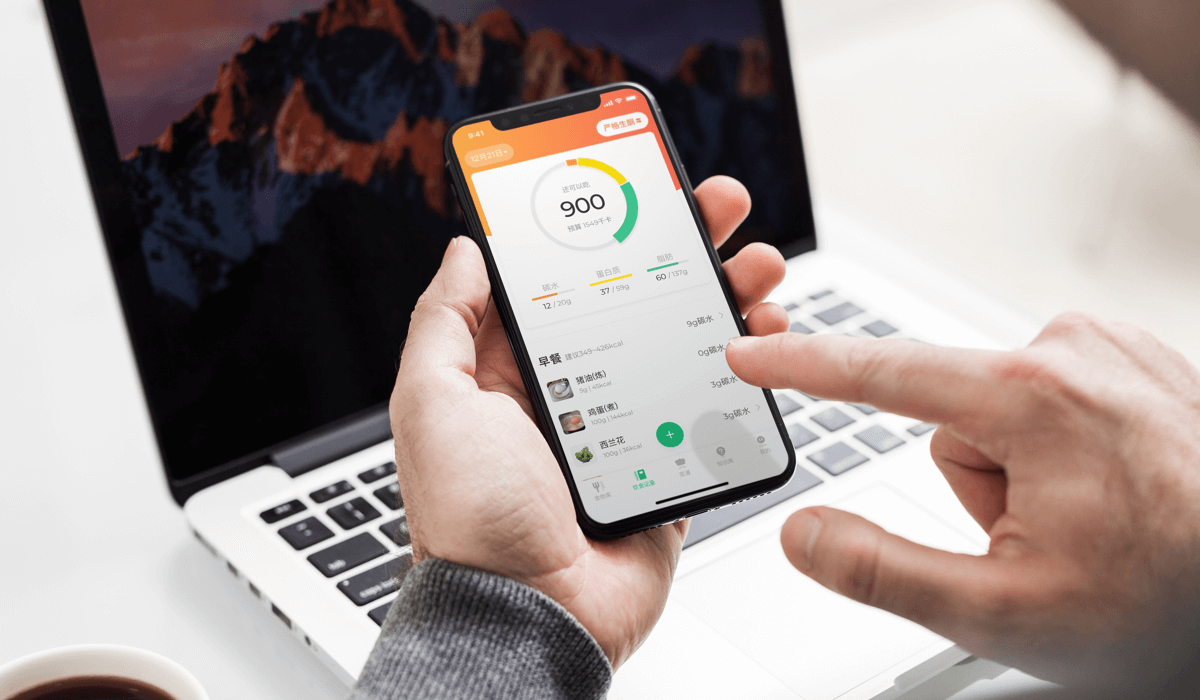 9:41
12月21日
严格生酮
还可以吃
900
预算 1549千卡
碳水
蛋白质
脂肪
12 / 20g
37 / 59g
60 / 137g
早餐 建议349~426kcal
9g碳水
猪油(炼)
5g | 45kcal
0g碳水
鸡蛋(煮)
100g | 144kcal
3g碳水
西兰花
100g | 36kcal
3g碳水
+
饮食记录